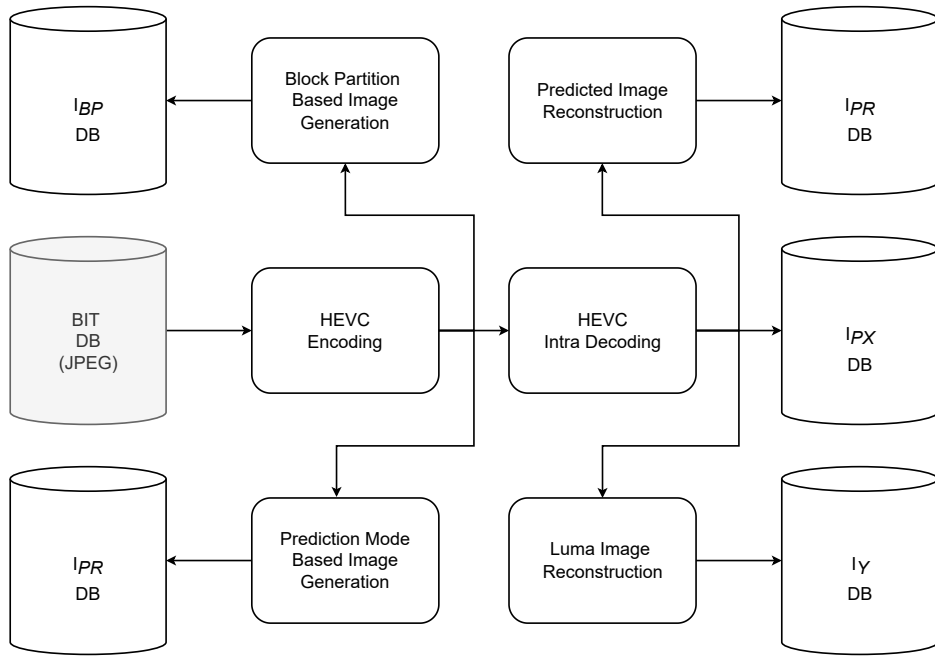 I_BP
DB
Block Partition
Based Image
Generation
Predicted Image
Reconstruction
I_PR
DB
BIT
DB
(JPEG)
HEVC
Encoding
HEVC
Intra Decoding
I_PX
DB
I_PR
DB
Prediction Mode
Based Image
Generation
Luma Image
Reconstruction
I_Y
DB